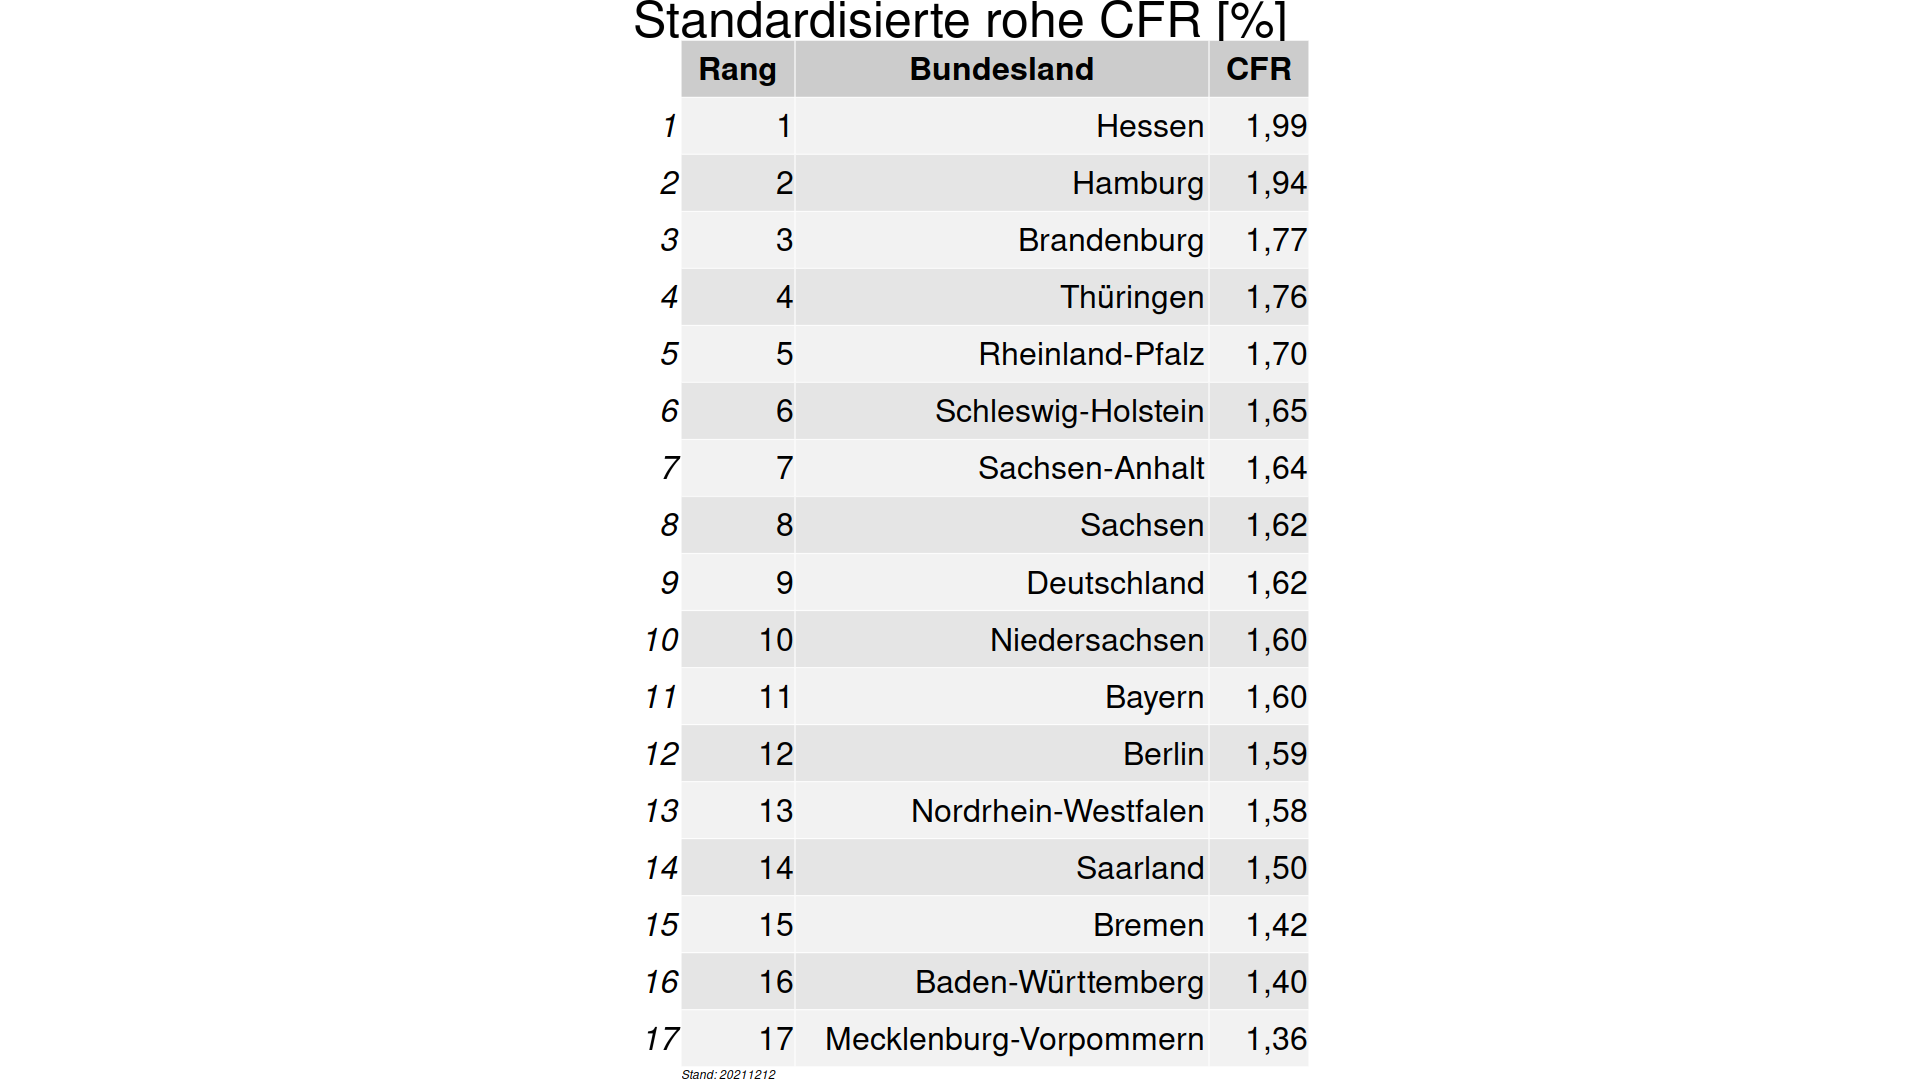 Standardisierte rohe CFR [%]
Rang Bundesland CFR
1 1 Hessen 1,99
2 2 Hamburg 1,94
3 3 Brandenburg 1,77
4 4 Thüringen 1,76
5 5 Rheinland-Pfalz 1,70
6 6 Schleswig-Holstein 1,65
7 7 Sachsen-Anhalt 1,64
8 8 Sachsen 1,62
9 9 Deutschland 1,62
10 10 Niedersachsen 1,60
11 11 Bayern 1,60
12 12 Berlin 1,59
13 13 Nordrhein-Westfalen 1,58
14 14 Saarland 1,50
15 15 Bremen 1,42
16 16 Baden-Württemberg 1,40
17 17 Mecklenburg-Vorpommern 1,36
Stand: 20211212